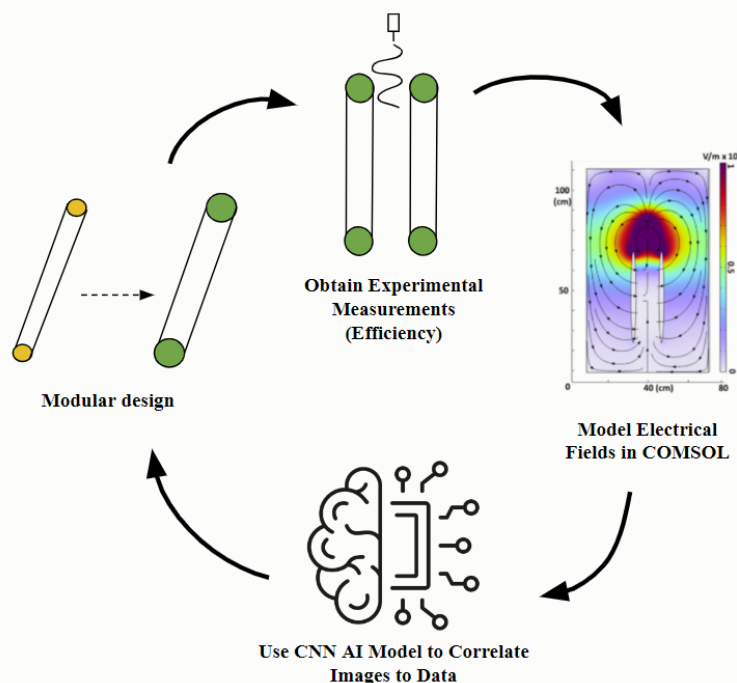 Modular design
Obtain Experimental
Measurements
(Efficiency)
V/m x 10
1
0.5
0
100
(cm)
50
0
40 (cm)
80
Model Electrical
Fields in COMSOL
Use CNN AI Model to Correlate
Images to Data